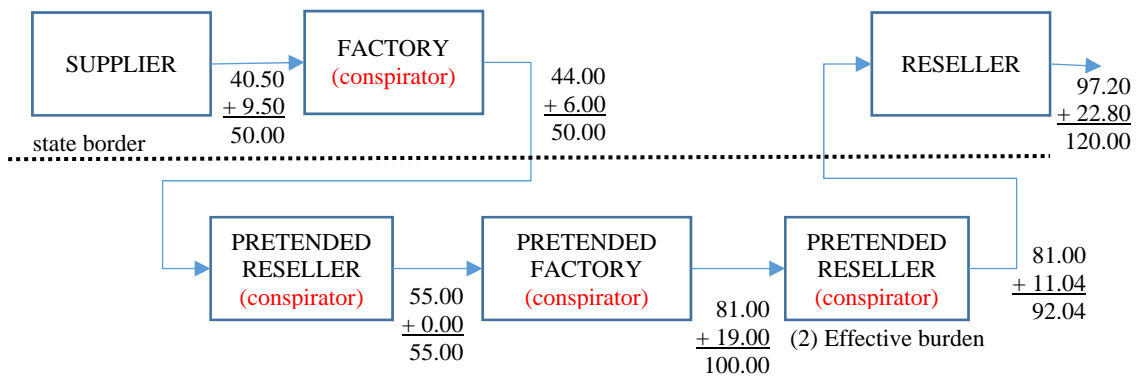 SUPPLIER
40.50
+ 9.50
50.00
FACTORY
(conspirator)
44.00
+ 6.00
50.00
RESELLER
97.20
+ 22.80
120.00
state border
PRETENDED
RESELLER
(conspirator)
55.00
+ 0.00
55.00
PRETENDED
FACTORY
(conspirator)
81.00
+ 19.00
100.00
PRETENDED
RESELLER
(conspirator)
(2) Effective burden
81.00
+ 11.04
92.04